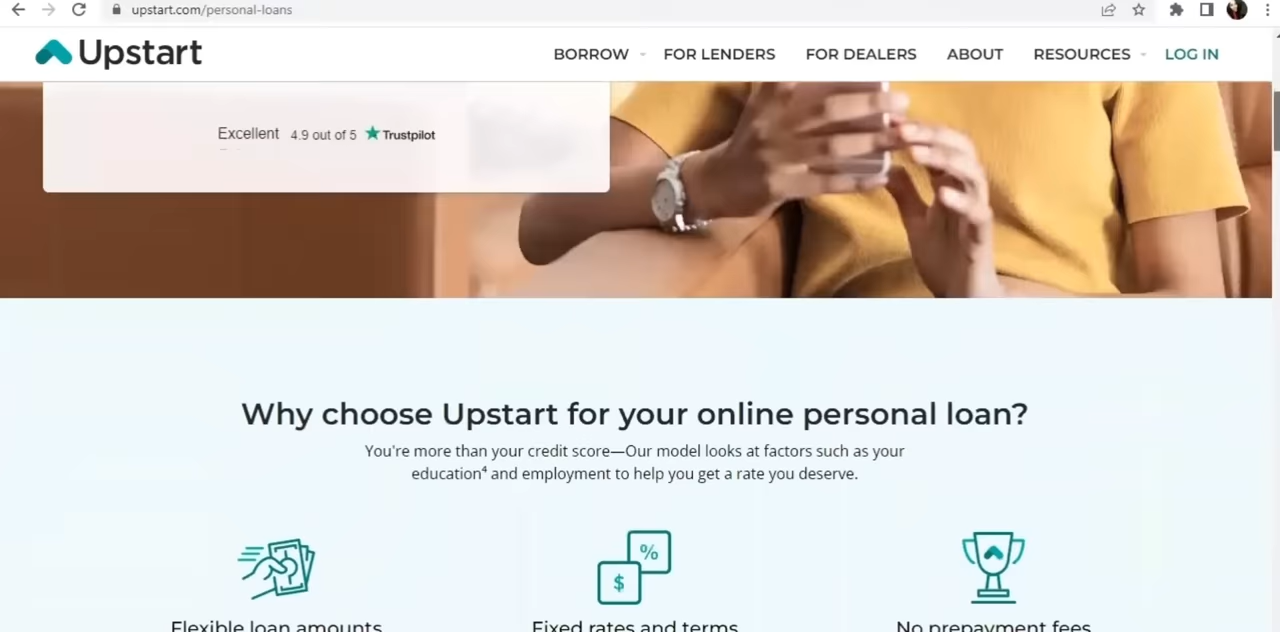 upstart.com/personal-loans
Upstart
BORROW FOR LENDERS FOR DEALERS ABOUT RESOURCES LOG IN
Excellent 4.9 out of 5 Trustpilot
Why choose Upstart for your online personal loan?
You're more than your credit score—Our model looks at factors such as your
education⁴ and employment to help you get a rate you deserve.
%
$
Flexible loan amounts
Fixed rates and terms
No prepayment fees